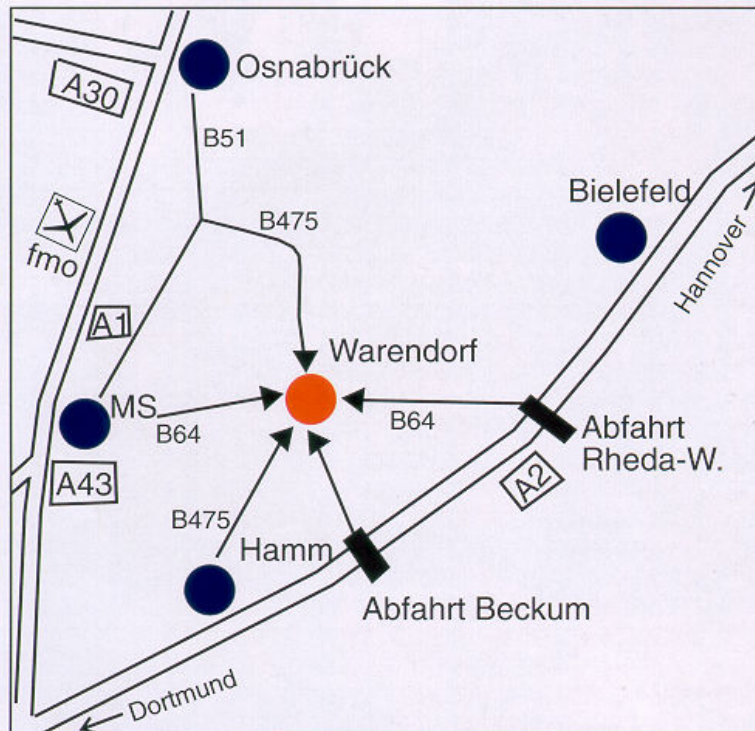 A30
Osnabrück
B51
Bielefeld
B475
fmo
Hannover
A1
Warendorf
MS
B64
B64
Abfahrt
Rheda-W.
A43
A2
B475
Hamm
Abfahrt Beckum
Dortmund